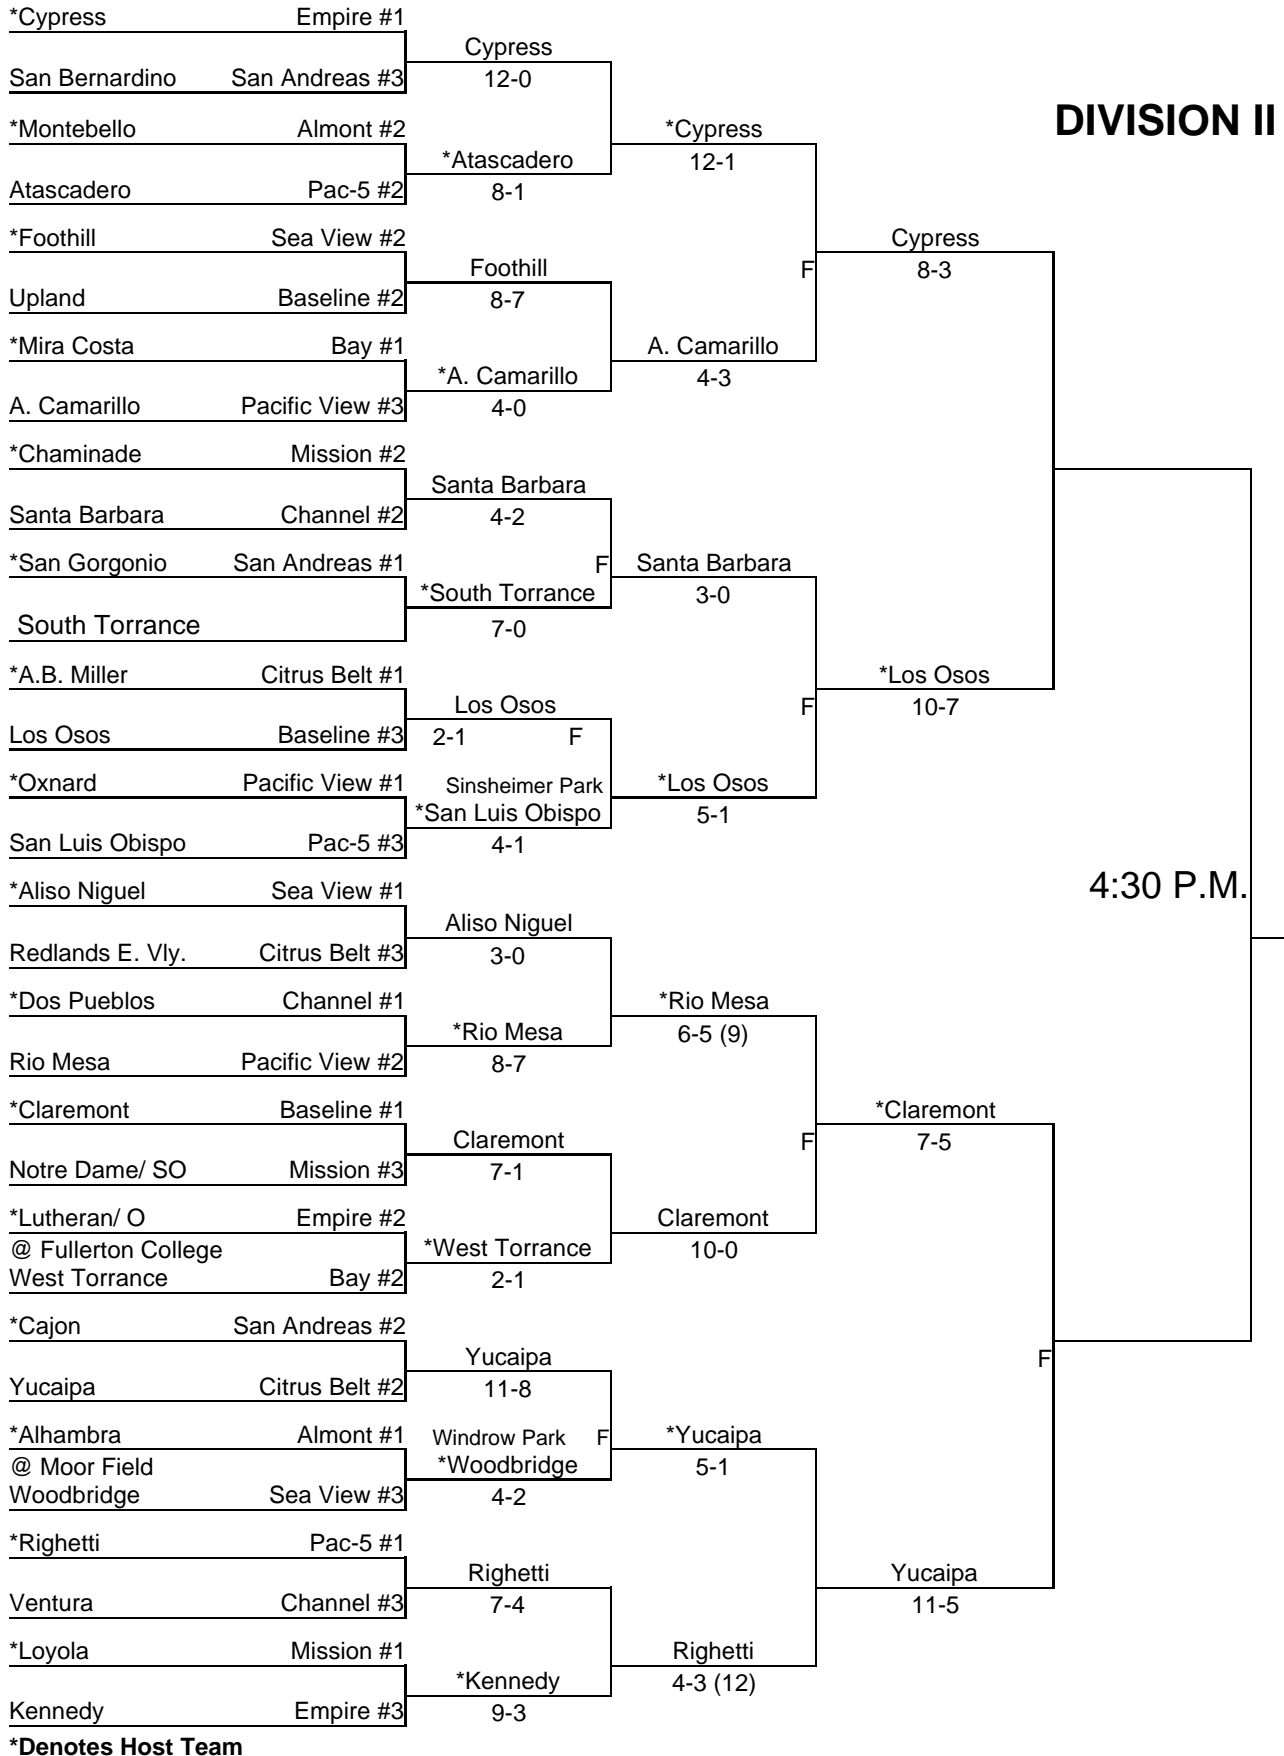 *Cypress Empire #1
Cypress
San Bernardino San Andreas #3 12-0
DIVISION II
*Montebello Almont #2 *Cypress
*Atascadero 12-1
Atascadero Pac-5 #2 8-1
*Foothill Sea View #2 Cypress
Foothill F 8-3
Upland Baseline #2 8-7
*Mira Costa Bay #1 A. Camarillo
*A. Camarillo 4-3
A. Camarillo Pacific View #3 4-0
*Chaminade Mission #2
Santa Barbara
Santa Barbara Channel #2 4-2
*San Gorgonio San Andreas #1 F Santa Barbara
*South Torrance 3-0
South Torrance 7-0
*A.B. Miller Citrus Belt #1 *Los Osos
Los Osos F 10-7
Los Osos Baseline #3 2-1 F
*Oxnard Pacific View #1 Sinsheimer Park *Los Osos
*San Luis Obispo 5-1
San Luis Obispo Pac-5 #3 4-1
*Aliso Niguel Sea View #1 4:30 P.M.
Aliso Niguel
Redlands E. Vly. Citrus Belt #3 3-0
*Dos Pueblos Channel #1 *Rio Mesa
*Rio Mesa 6-5 (9)
Rio Mesa Pacific View #2 8-7
*Claremont Baseline #1 *Claremont
Claremont F 7-5
Notre Dame/ SO Mission #3 7-1
*Lutheran/ O Empire #2 Claremont
@ Fullerton College *West Torrance 10-0
West Torrance Bay #2 2-1
*Cajon San Andreas #2
Yucaipa F
Yucaipa Citrus Belt #2 11-8
*Alhambra Almont #1 Windrow Park F *Yucaipa
@ Moor Field *Woodbridge 5-1
Woodbridge Sea View #3 4-2
*Righetti Pac-5 #1
Righetti Yucaipa
Ventura Channel #3 7-4 11-5
*Loyola Mission #1 Righetti
*Kennedy 4-3 (12)
Kennedy Empire #3 9-3
*Denotes Host Team